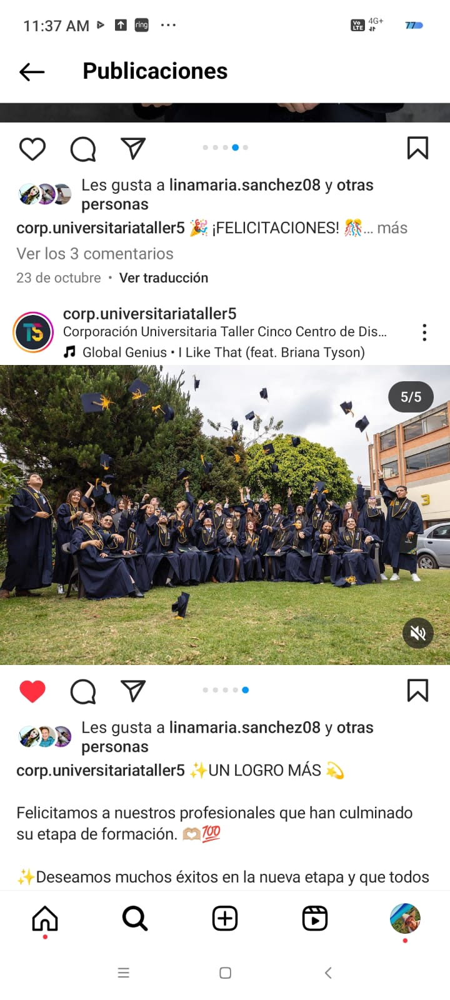 11:37 AM ring ... Vo LTE 4G+ 77
Publicaciones
Les gusta a linamaria.sanchez08 y otras
personas
corp.universitariataller5 🎉 ¡FELICITACIONES! 🎊... más
Ver los 3 comentarios
23 de octubre • Ver traducción
corp.universitariataller5
TS
Corporación Universitaria Taller Cinco Centro de Dis...
Global Genius • I Like That (feat. Briana Tyson)
5/5
3
Les gusta a linamaria.sanchez08 y otras
personas
corp.universitariataller5 ✨UN LOGRO MÁS 💫
Felicitamos a nuestros profesionales que han culminado
su etapa de formación. 🫶🏼💯
✨Deseamos muchos éxitos en la nueva etapa y que todos